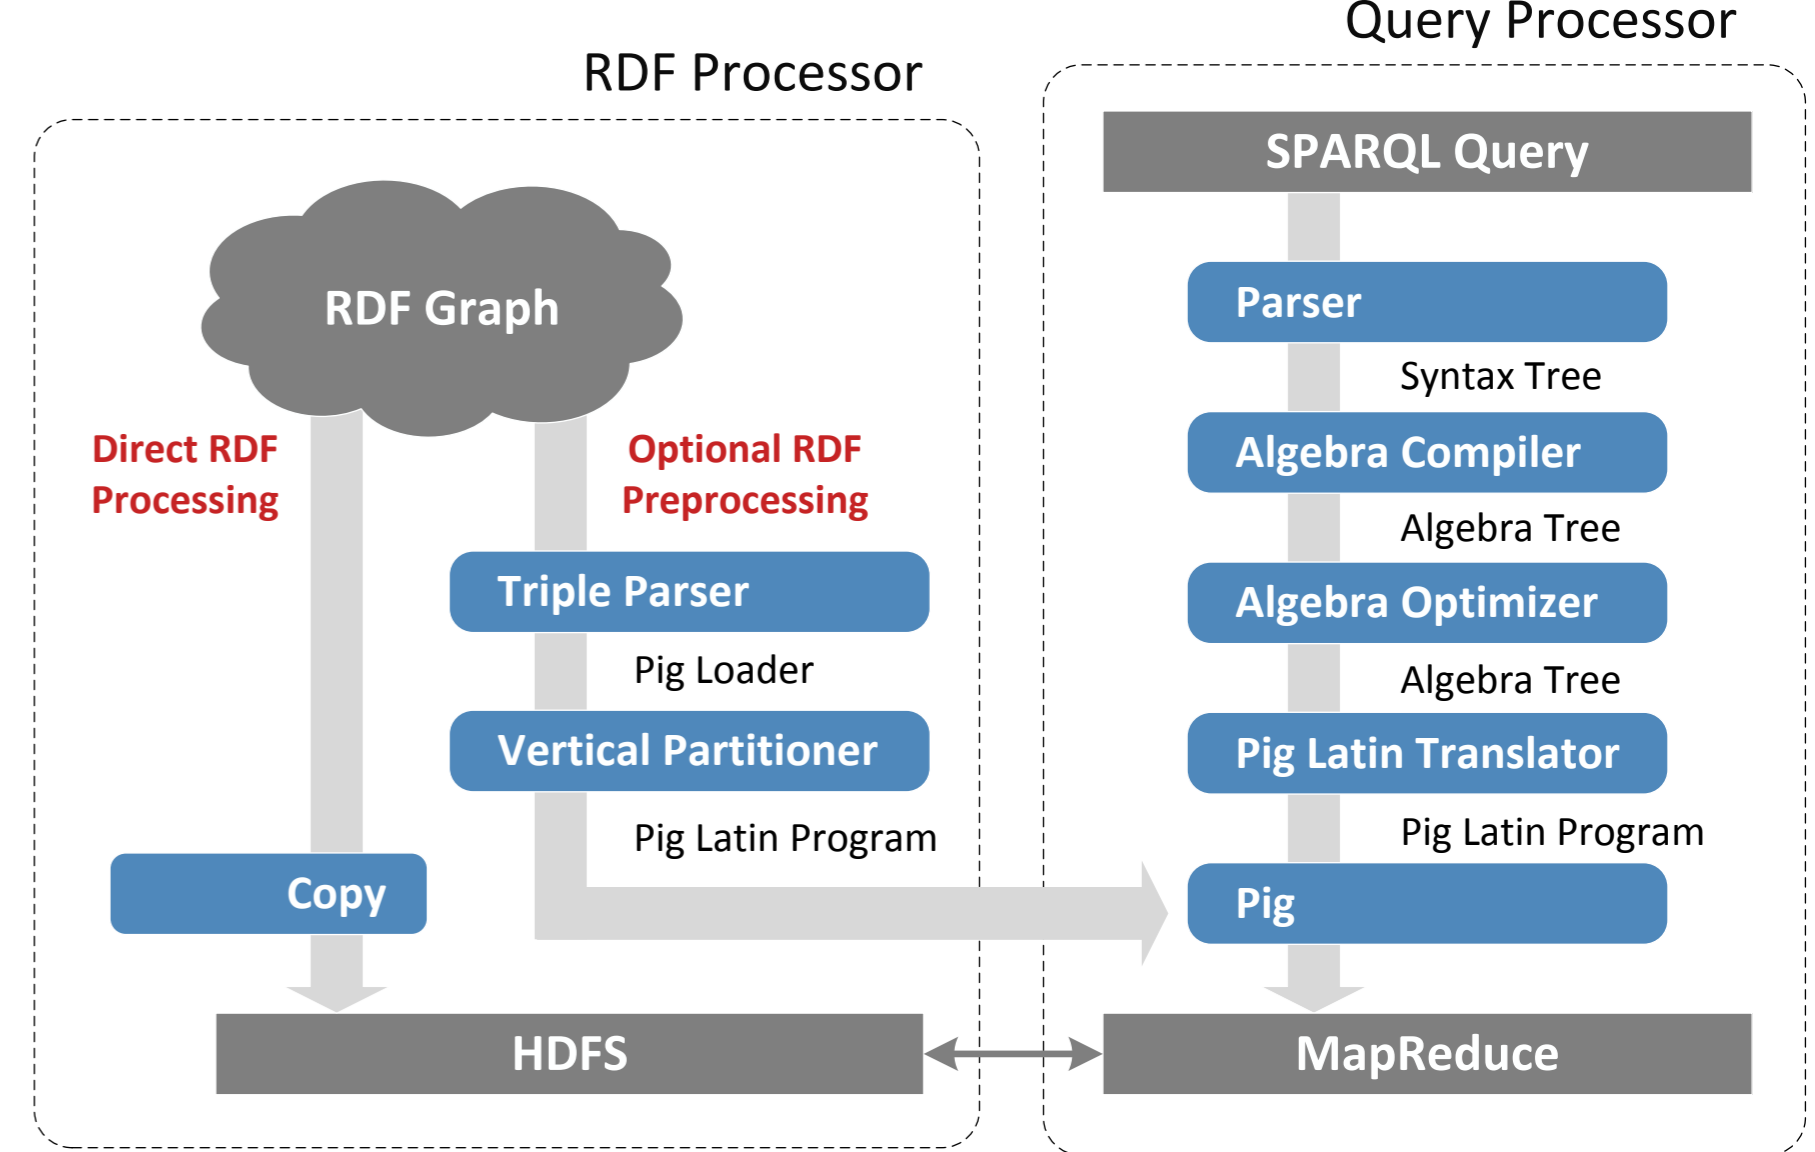 RDF Processor
RDF Graph
Direct RDF
Processing
Optional RDF
Preprocessing
Triple Parser
Pig Loader
Vertical Partitioner
Pig Latin Program
Copy
HDFS
Query Processor
SPARQL Query
Parser
Syntax Tree
Algebra Compiler
Algebra Tree
Algebra Optimizer
Algebra Tree
Pig Latin Translator
Pig Latin Program
Pig
MapReduce